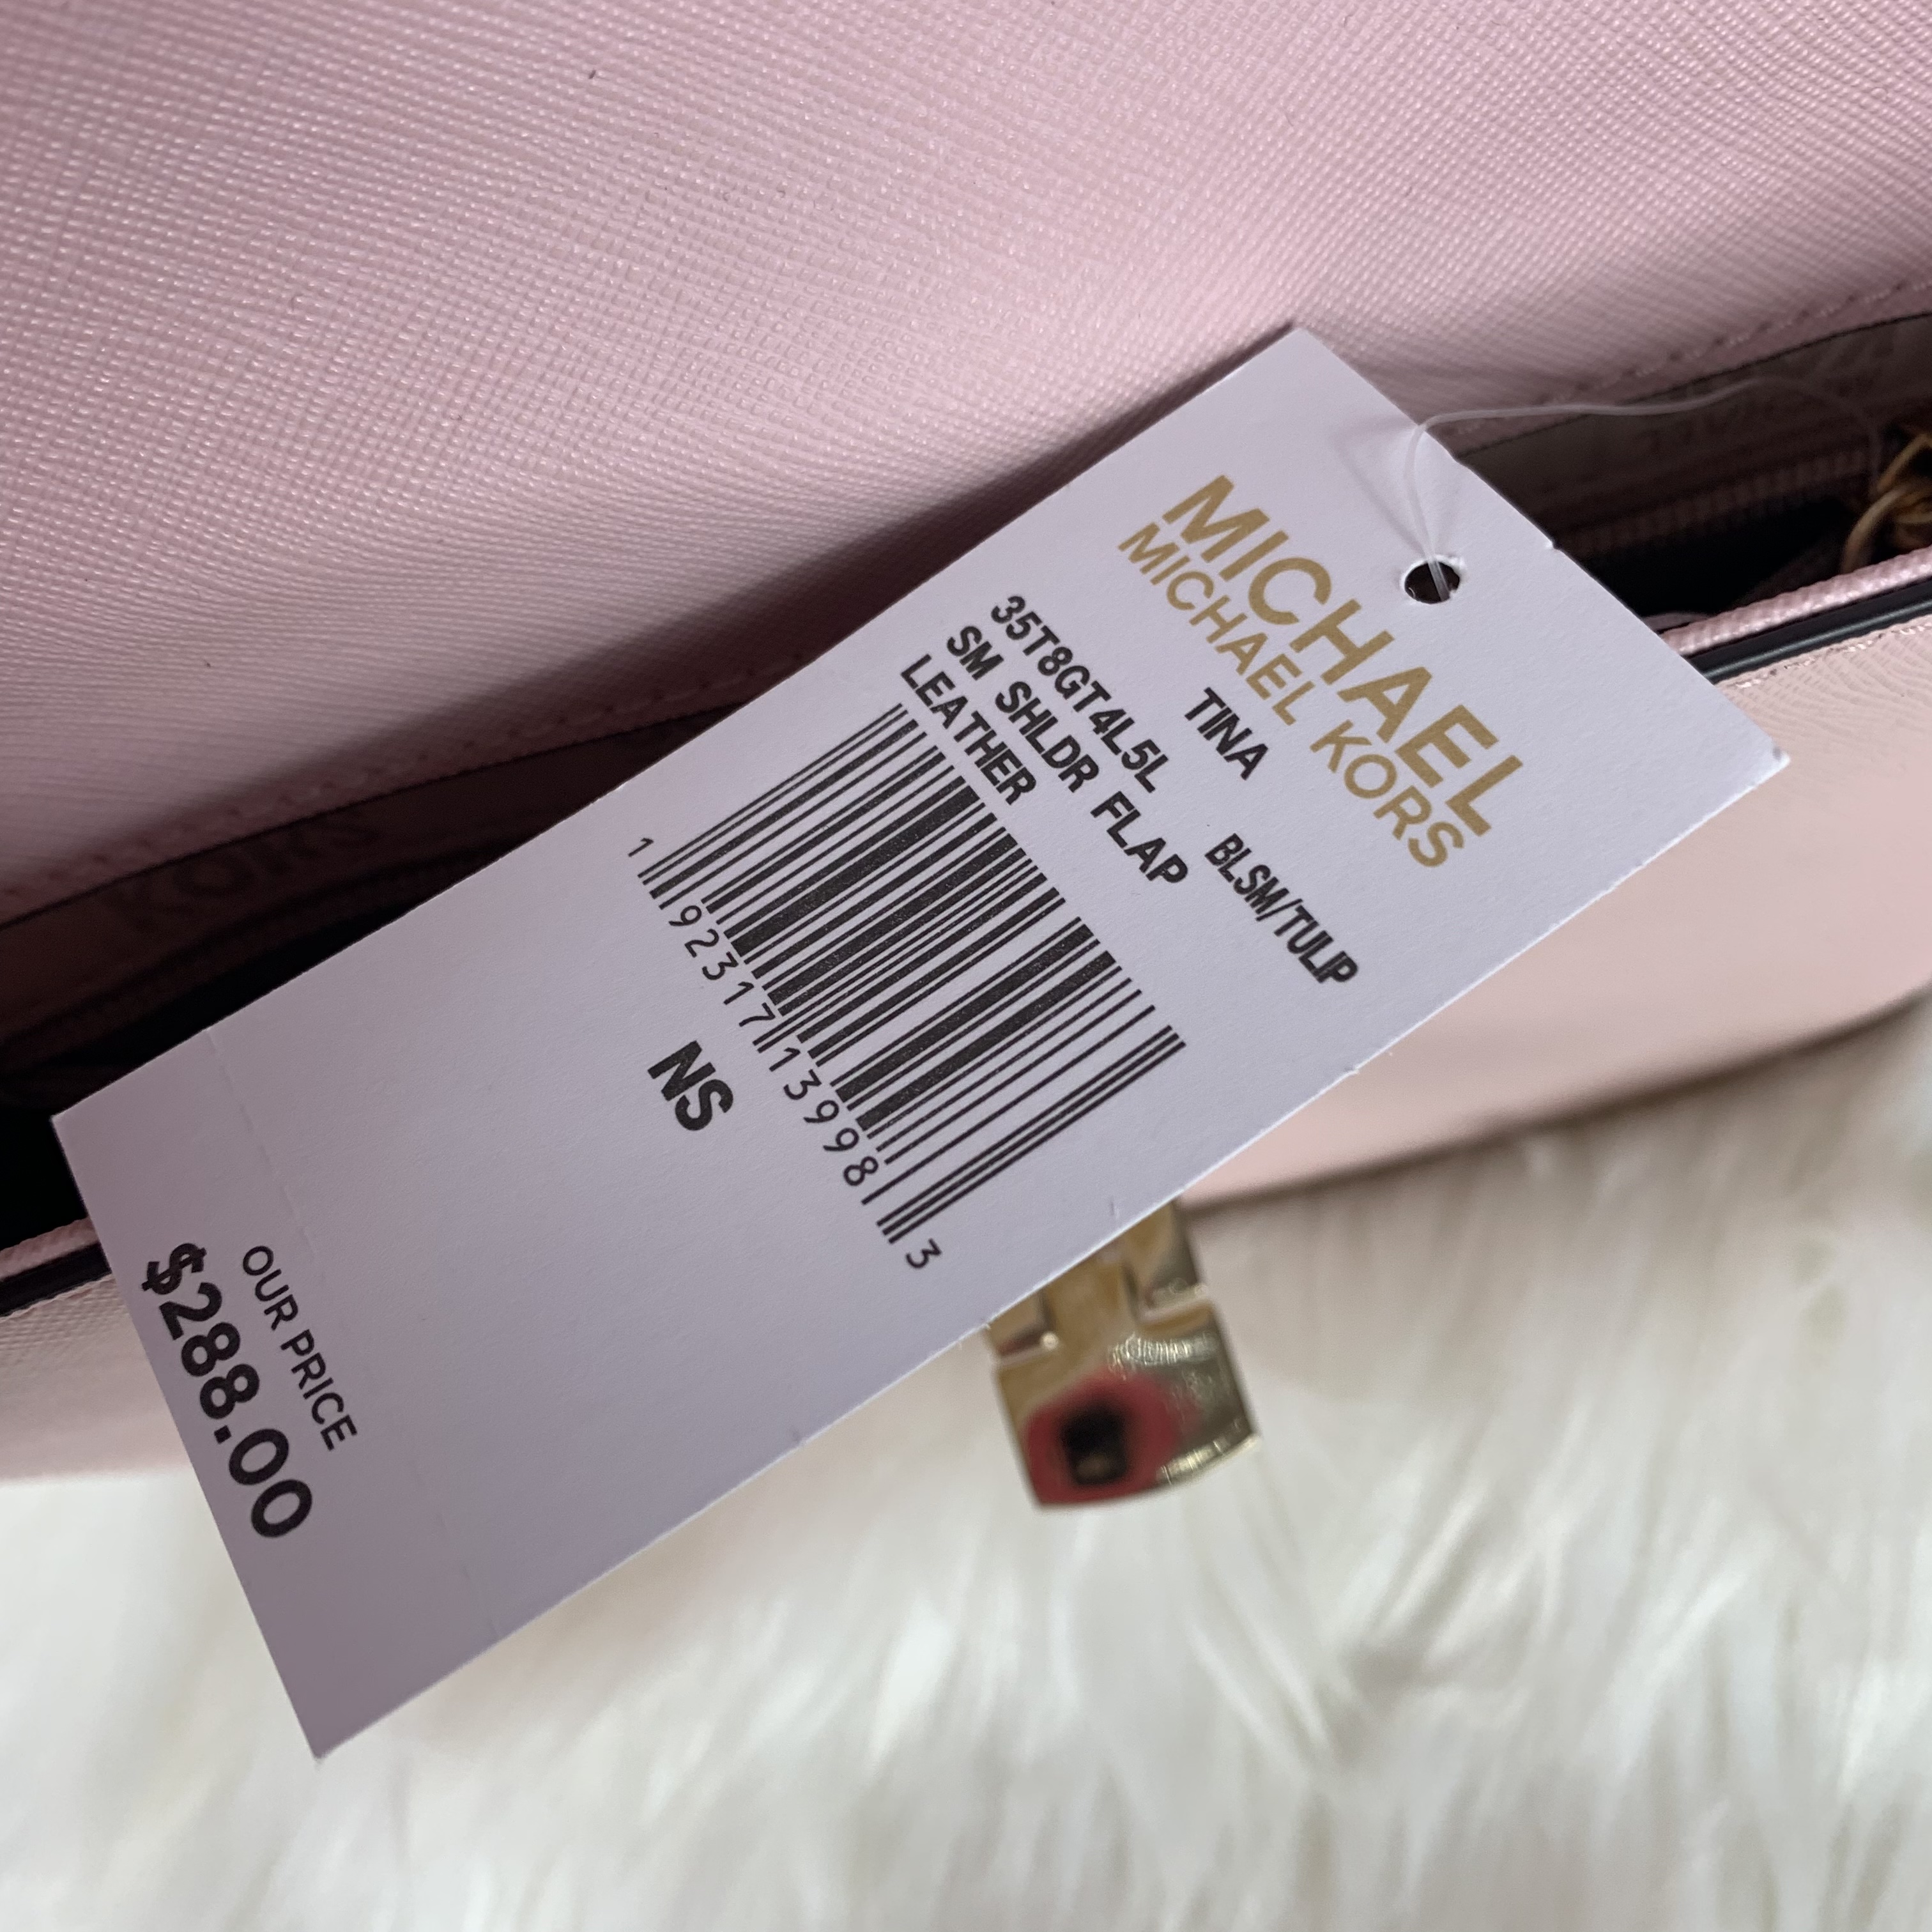 MICHAEL
MICHAEL KORS
TINA BLSM/TULIP
35T8GT4L5L
SM SHLDR FLAP
LEATHER
1 92317 13998 3
NS
OUR PRICE
$288.00
KORS